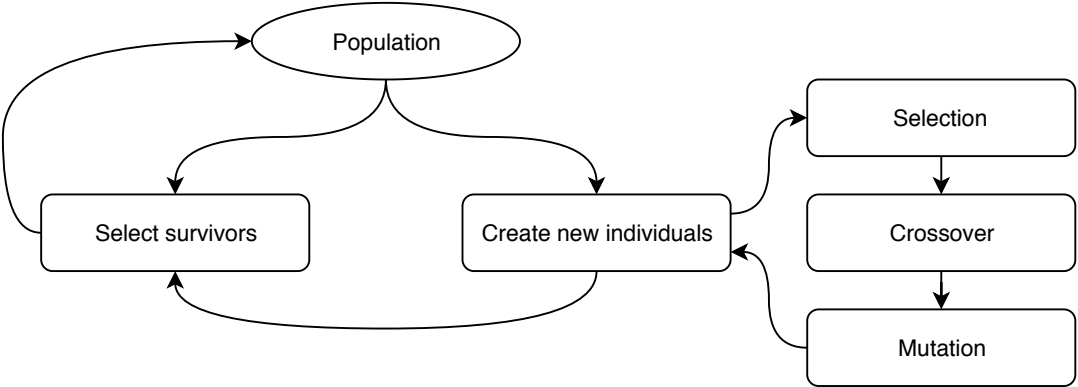 Population
Selection
Select survivors
Create new individuals
Crossover
Mutation